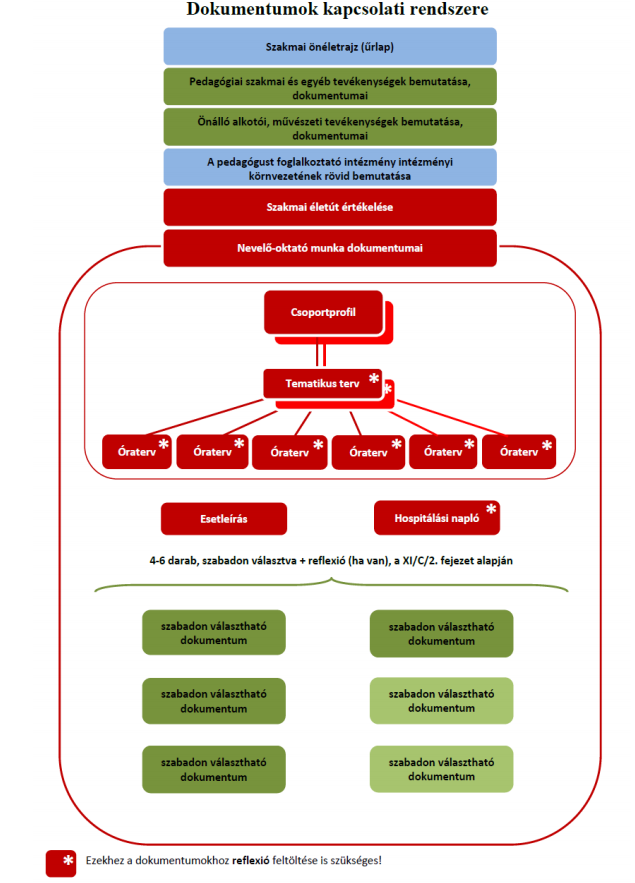 Dokumentumok kapcsolati rendszere
Szakmai önéletrajz (űrlap)
Pedagógiai szakmai és egyéb tevékenységek bemutatása,
dokumentumai
Önálló alkotói, művészeti tevékenységek bemutatása,
dokumentumai
A pedagógust foglalkoztató intézmény intézményi
környezetének rövid bemutatása
Szakmai életút értékelése
Nevelő-oktató munka dokumentumai
Csoportprofil
Tematikus terv *
*
Óraterv *
Óraterv *
Óraterv *
Óraterv *
Óraterv *
Óraterv *
Esetleírás
Hospitálási napló *
4-6 darab, szabadon választva + reflexió (ha van), a XI/C/2. fejezet alapján
szabadon választható
dokumentum
szabadon választható
dokumentum
szabadon választható
dokumentum
szabadon választható
dokumentum
szabadon választható
dokumentum
szabadon választható
dokumentum
* Ezekhez a dokumentumokhoz reflexió feltöltése is szükséges!